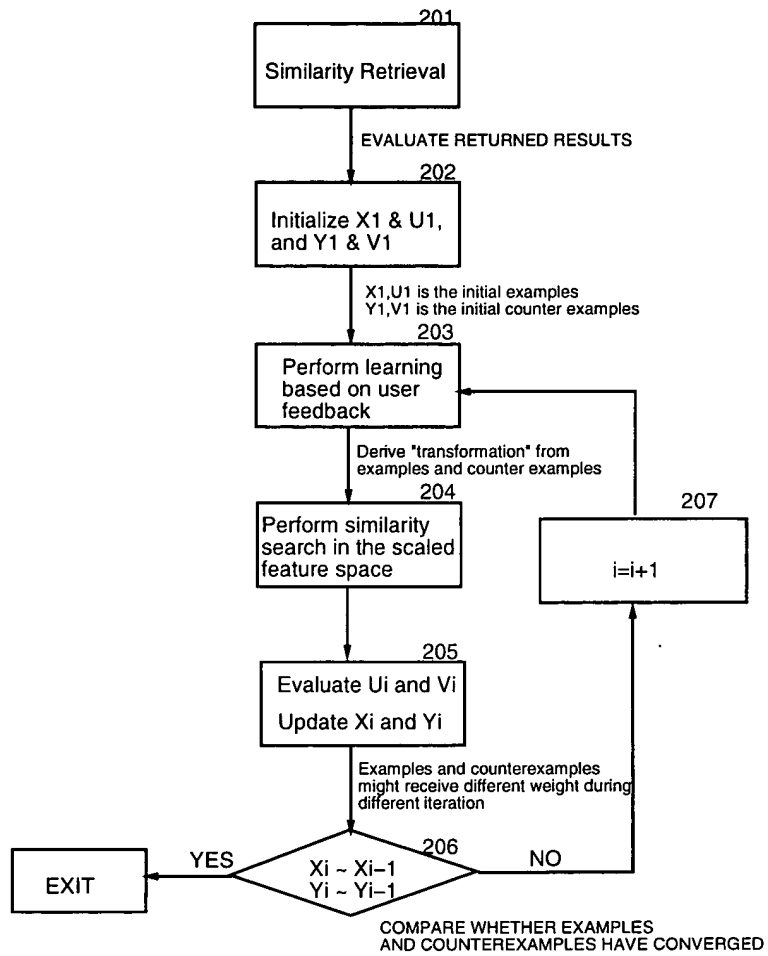 201
Similarity Retrieval
EVALUATE RETURNED RESULTS
202
Initialize X1 & U1,
and Y1 & V1
X1,U1 is the initial examples
Y1,V1 is the initial counter examples
203
Perform learning
based on user
feedback
Derive "transformation" from
examples and counter examples
204
Perform similarity
search in the scaled
feature space
207
i=i+1
205
Evaluate Ui and Vi
Update Xi and Yi
Examples and counterexamples
might receive different weight during
different iteration
206
YES
Xi ~ Xi−1
Yi ~ Yi−1
NO
EXIT
COMPARE WHETHER EXAMPLES
AND COUNTEREXAMPLES HAVE CONVERGED